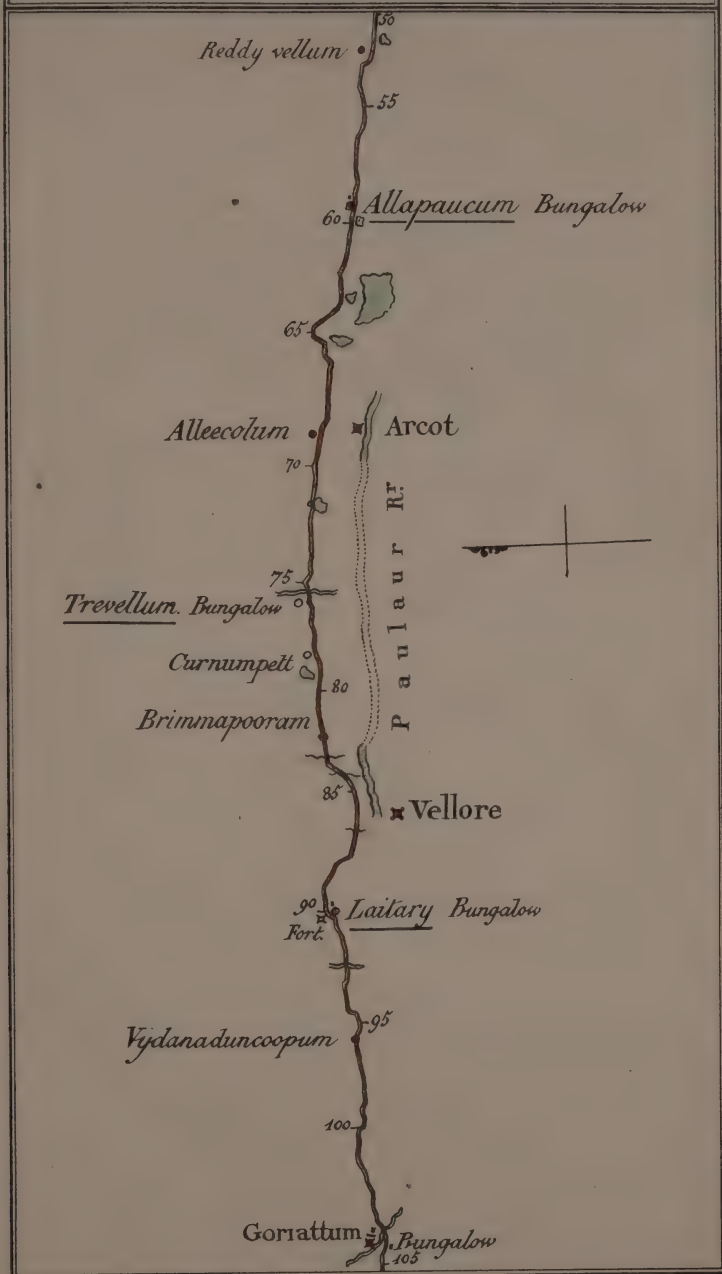 50
Reddy vellum
55
Allapaucum Bungalow
60
65
Alleecolum
Arcot
70
Paulaur Rr.
75
Trevellum. Bungalow
Curnumpett
80
Brimmapooram
85
Vellore
90
Laitary Bungalow
Fort.
95
Vydanaduncoopum
100
Goriattum
Bungalow
105